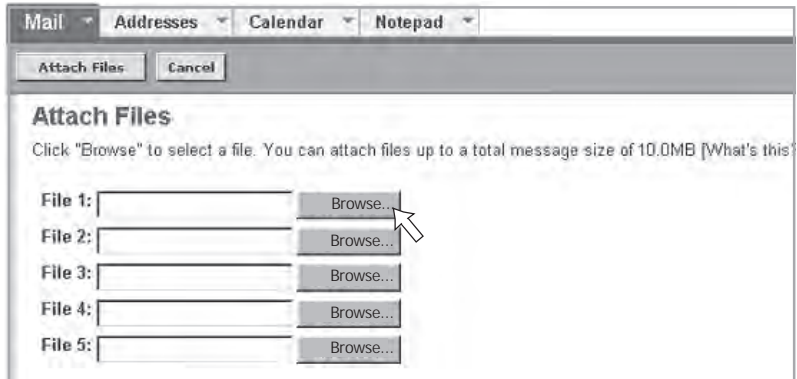 Mail Addresses Calendar Notepad
Attach Files Cancel
Attach Files
Click "Browse" to select a file. You can attach files up to a total message size of 10.0MB [What's this?
File 1: Browse...
File 2: Browse...
File 3: Browse...
File 4: Browse...
File 5: Browse...